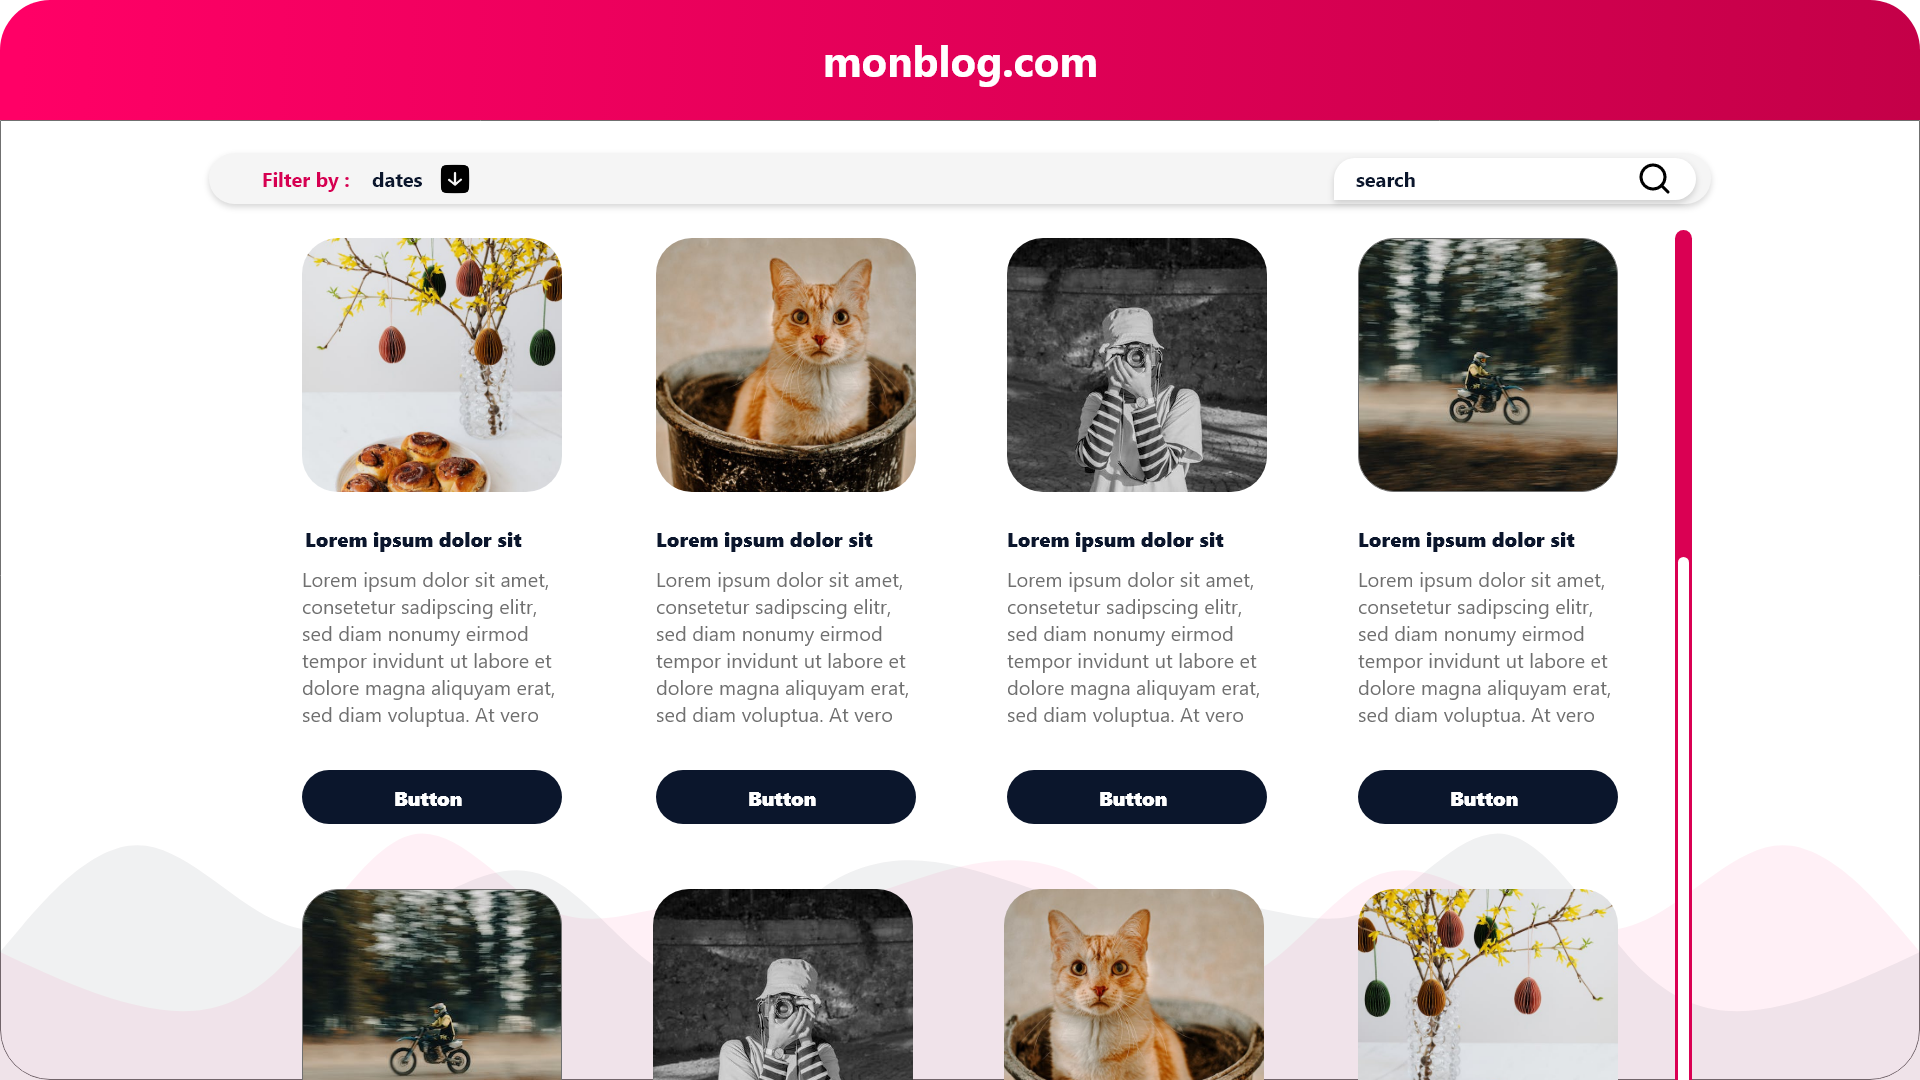 monblog.com
Filter by : dates search
Lorem ipsum dolor sit
Lorem ipsum dolor sit amet,
consetetur sadipscing elitr,
sed diam nonumy eirmod
tempor invidunt ut labore et
dolore magna aliquyam erat,
sed diam voluptua. At vero
Button
Lorem ipsum dolor sit
Lorem ipsum dolor sit amet,
consetetur sadipscing elitr,
sed diam nonumy eirmod
tempor invidunt ut labore et
dolore magna aliquyam erat,
sed diam voluptua. At vero
Button
Lorem ipsum dolor sit
Lorem ipsum dolor sit amet,
consetetur sadipscing elitr,
sed diam nonumy eirmod
tempor invidunt ut labore et
dolore magna aliquyam erat,
sed diam voluptua. At vero
Button
Lorem ipsum dolor sit
Lorem ipsum dolor sit amet,
consetetur sadipscing elitr,
sed diam nonumy eirmod
tempor invidunt ut labore et
dolore magna aliquyam erat,
sed diam voluptua. At vero
Button